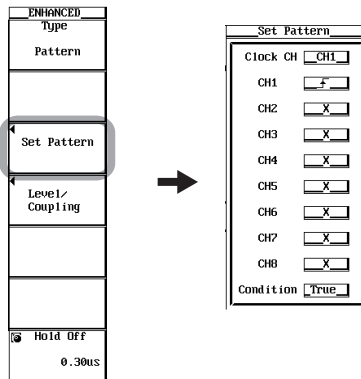 ENHANCED
Type
Pattern
Set Pattern
Level/
Coupling
Hold Off
0.30us
Set Pattern
Clock CH CH1
CH1
CH2 X
CH3 X
CH4 X
CH5 X
CH6 X
CH7 X
CH8 X
Condition True